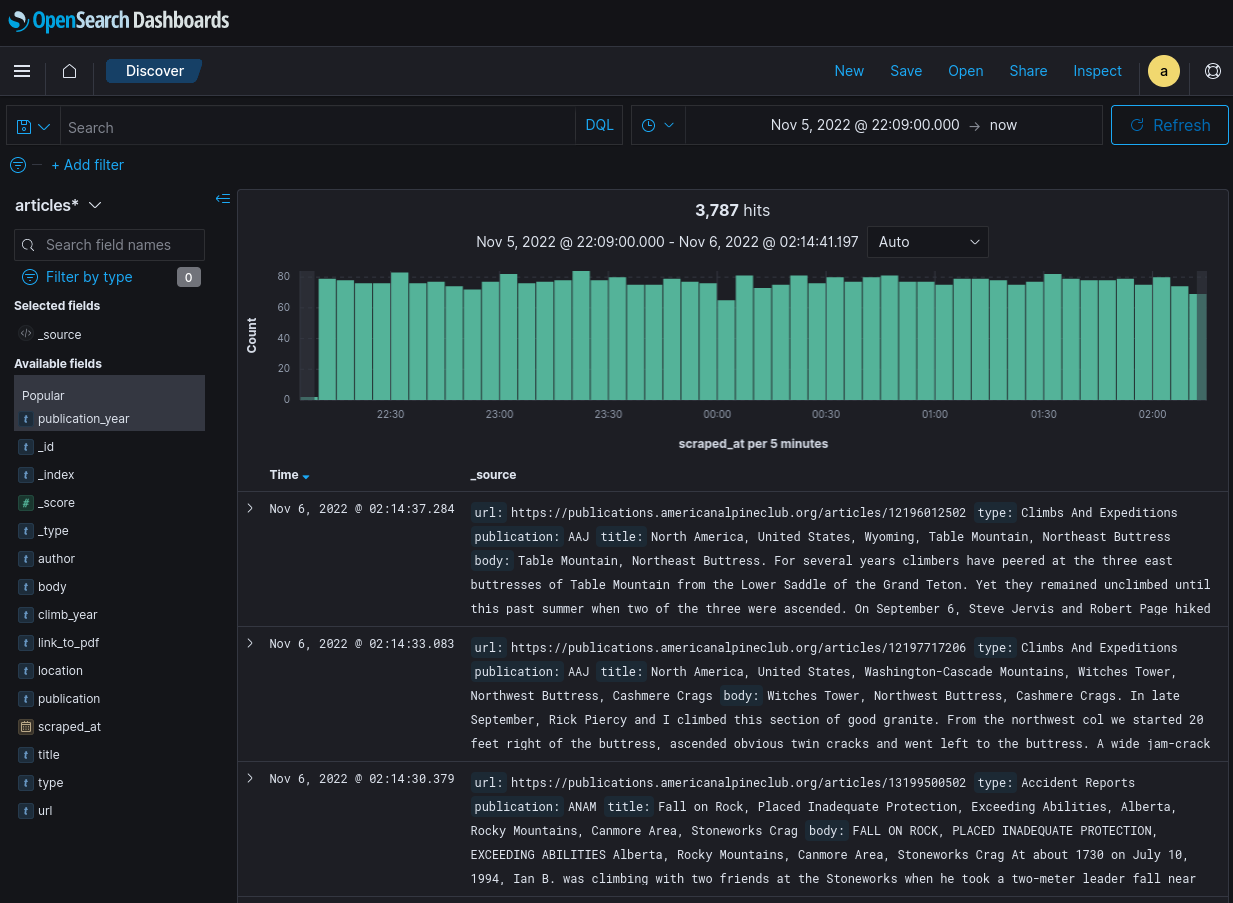 OpenSearch Dashboards
Discover
New Save Open Share Inspect a
Search DQL
Nov 5, 2022 @ 22:09:00.000 → now
Refresh
+ Add filter
articles*
Search field names
Filter by type 0
Selected fields
_source
Available fields
Popular
t publication_year
t _id
t _index
# _score
t _type
t author
t body
t climb_year
t link_to_pdf
t location
t publication
scraped_at
t title
t type
t url
3,787 hits
Nov 5, 2022 @ 22:09:00.000 - Nov 6, 2022 @ 02:14:41.197 Auto
Count
80
60
40
20
0
22:30 23:00 23:30 00:00 00:30 01:00 01:30 02:00
scraped_at per 5 minutes
Time _source
Nov 6, 2022 @ 02:14:37.284
url: https://publications.americanalpineclub.org/articles/12196012502 type: Climbs And Expeditions
publication: AAJ title: North America, United States, Wyoming, Table Mountain, Northeast Buttress
body: Table Mountain, Northeast Buttress. For several years climbers have peered at the three east
buttresses of Table Mountain from the Lower Saddle of the Grand Teton. Yet they remained unclimbed until
this past summer when two of the three were ascended. On September 6, Steve Jervis and Robert Page hiked
Nov 6, 2022 @ 02:14:33.083
url: https://publications.americanalpineclub.org/articles/12197717206 type: Climbs And Expeditions
publication: AAJ title: North America, United States, Washington-Cascade Mountains, Witches Tower,
Northwest Buttress, Cashmere Crags body: Witches Tower, Northwest Buttress, Cashmere Crags. In late
September, Rick Piercy and I climbed this section of good granite. From the northwest col we started 20
feet right of the buttress, ascended obvious twin cracks and went left to the buttress. A wide jam-crack
Nov 6, 2022 @ 02:14:30.379
url: https://publications.americanalpineclub.org/articles/13199500502 type: Accident Reports
publication: ANAM title: Fall on Rock, Placed Inadequate Protection, Exceeding Abilities, Alberta,
Rocky Mountains, Canmore Area, Stoneworks Crag body: FALL ON ROCK, PLACED INADEQUATE PROTECTION,
EXCEEDING ABILITIES Alberta, Rocky Mountains, Canmore Area, Stoneworks Crag At about 1730 on July 10,
1994, Ian B. was climbing with two friends at the Stoneworks when he took a two-meter leader fall near